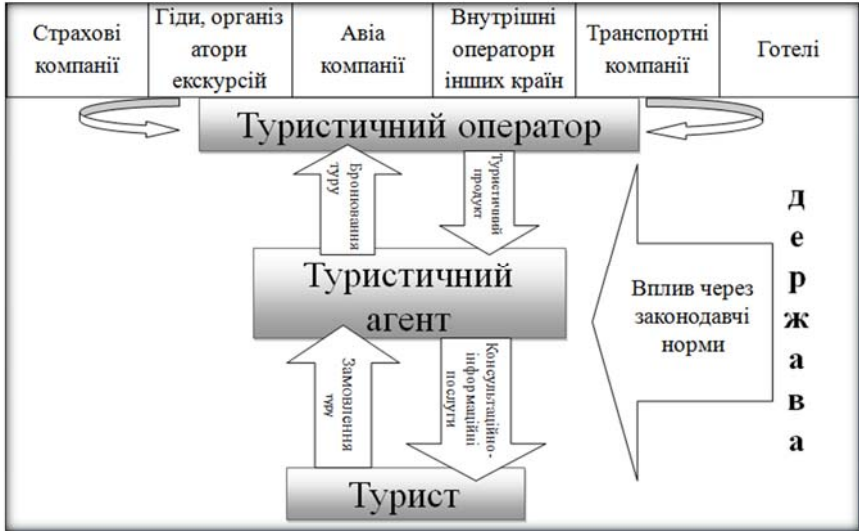 Страхові
компанії
Гіди, організ
атори
екскурсій
Авіа
компанії
Внутрішні
оператори
інших країн
Транспортні
компанії
Готелі
Туристичний оператор
Бронювання
туру
Туристичний
продукт
Туристичний
агент
Замовлення
туру
Консультаційно-
інформаційні
послуги
Турист
Вплив через
законодавчі
норми
держава